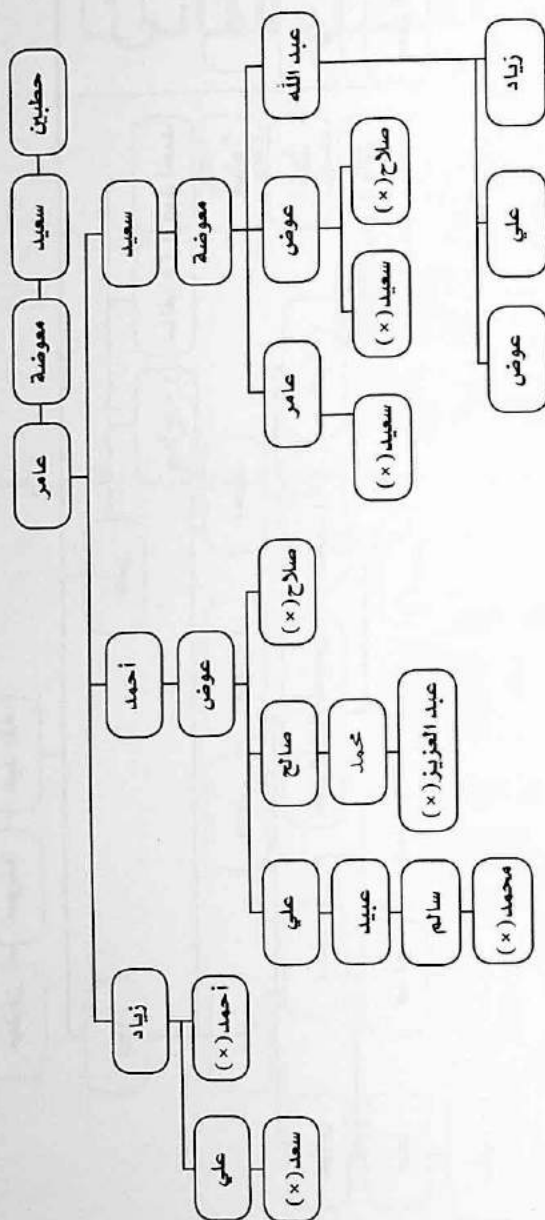 حطبين
سعيد
معوضة
عامر
سعيد
أحمد
زياد
معوضة
عوض
أحمد(×)
علي
عبد الله
عوض
عامر
صلاح(×)
صالح
علي
سعد(×)
صلاح(×)
سعيد(×)
سعيد(×)
محمد
عبيد
عبد العزيز(×)
سالم
زياد
علي
عوض
محمد(×)